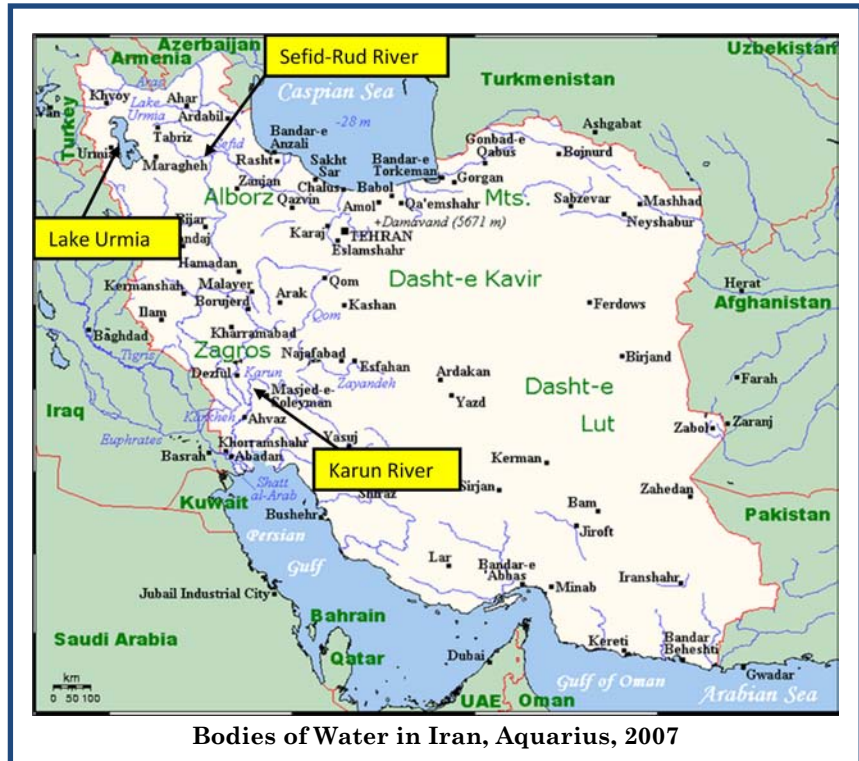 Azerbaijan
Armenia
Sefid-Rud River
Uzbekistan
Turkmenistan
Caspian Sea
-28 m
Turkey
Van
Khvoy
Aras
Lake
Urmia
Ahar
Ardabil
Tabriz
Sefid
Urmia
Maragheh
Bandar-e
Anzali
Rasht
Sakht
Sar
Bandar-e
Torkeman
Gonbad-e
Qabus
Ashgabat
Bojnurd
Gorgan
Zanjan
Chalus
Babol
Alborz
Qazvin
Amol
Qa'emshahr
Mts.
Sabzevar
Mashhad
Neyshabur
+Damavand (5671 m)
Lake Urmia
Bijar
Karaj
TEHRAN
Eslamshahr
Hamadan
Dasht-e Kavir
Herat
Afghanistan
Kermanshah
Malayer
Borujerd
Arak
Qom
Kashan
Qom
Ferdows
Ilam
Baghdad
Kharramabad
Tigris
Zagros
Najafabad
Esfahan
Birjand
Dezful
Karun
Zayandeh
Ardakan
Farah
Iraq
Masjed-e-
Soleyman
Yazd
Dasht-e
Lut
Karkheh
Ahvaz
Zabol
Zaranj
Euphrates
Khorramshahr
Yasuj
Basrah
Abadan
Karun River
Kerman
Kuwait
Shatt
al-Arab
Shiraz
Sirjan
Zahedan
Bushehr
Bam
Pakistan
Persian
Gulf
Jiroft
Lar
Bandar-e
Abbas
Minab
Iranshahr
Jubail Industrial City
Bahrain
Saudi Arabia
Qatar
Dubai
Kereti
Bandar
Beheshti
Gwadar
km
0 50 100
UAE
Oman
Gulf of Oman
Arabian Sea
Bodies of Water in Iran, Aquarius, 2007